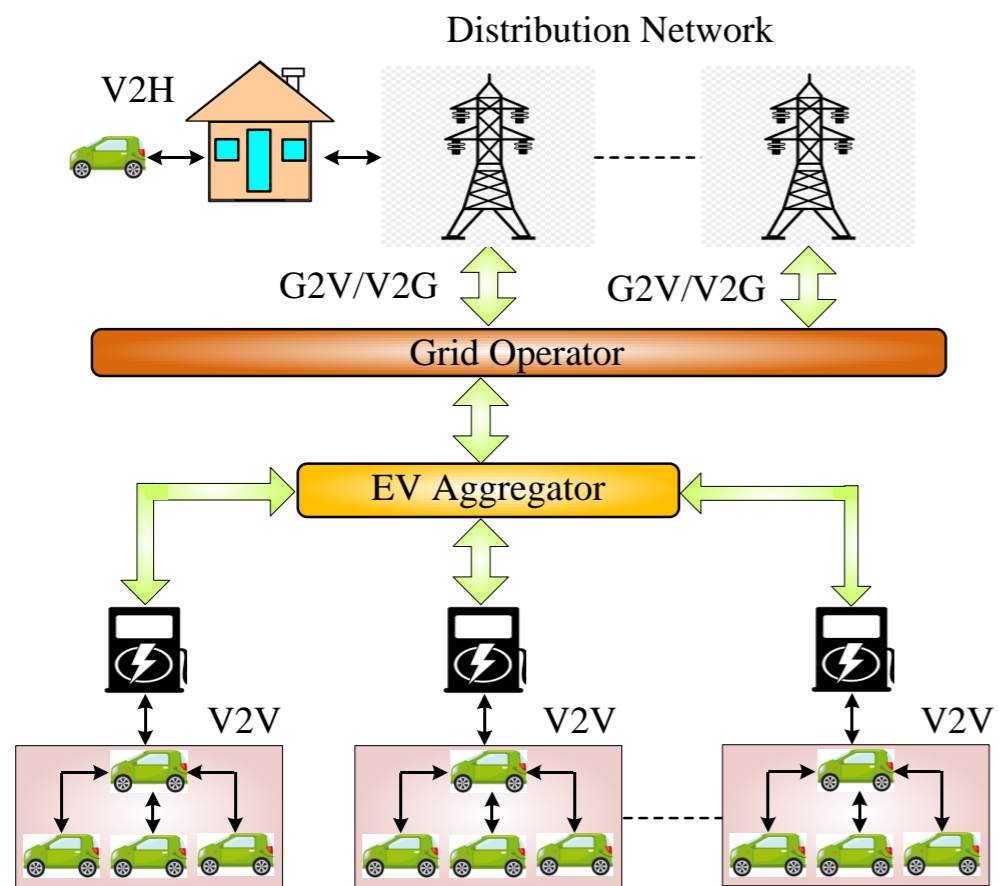 Distribution Network
V2H
G2V/V2G
G2V/V2G
Grid Operator
EV Aggregator
V2V
V2V
V2V